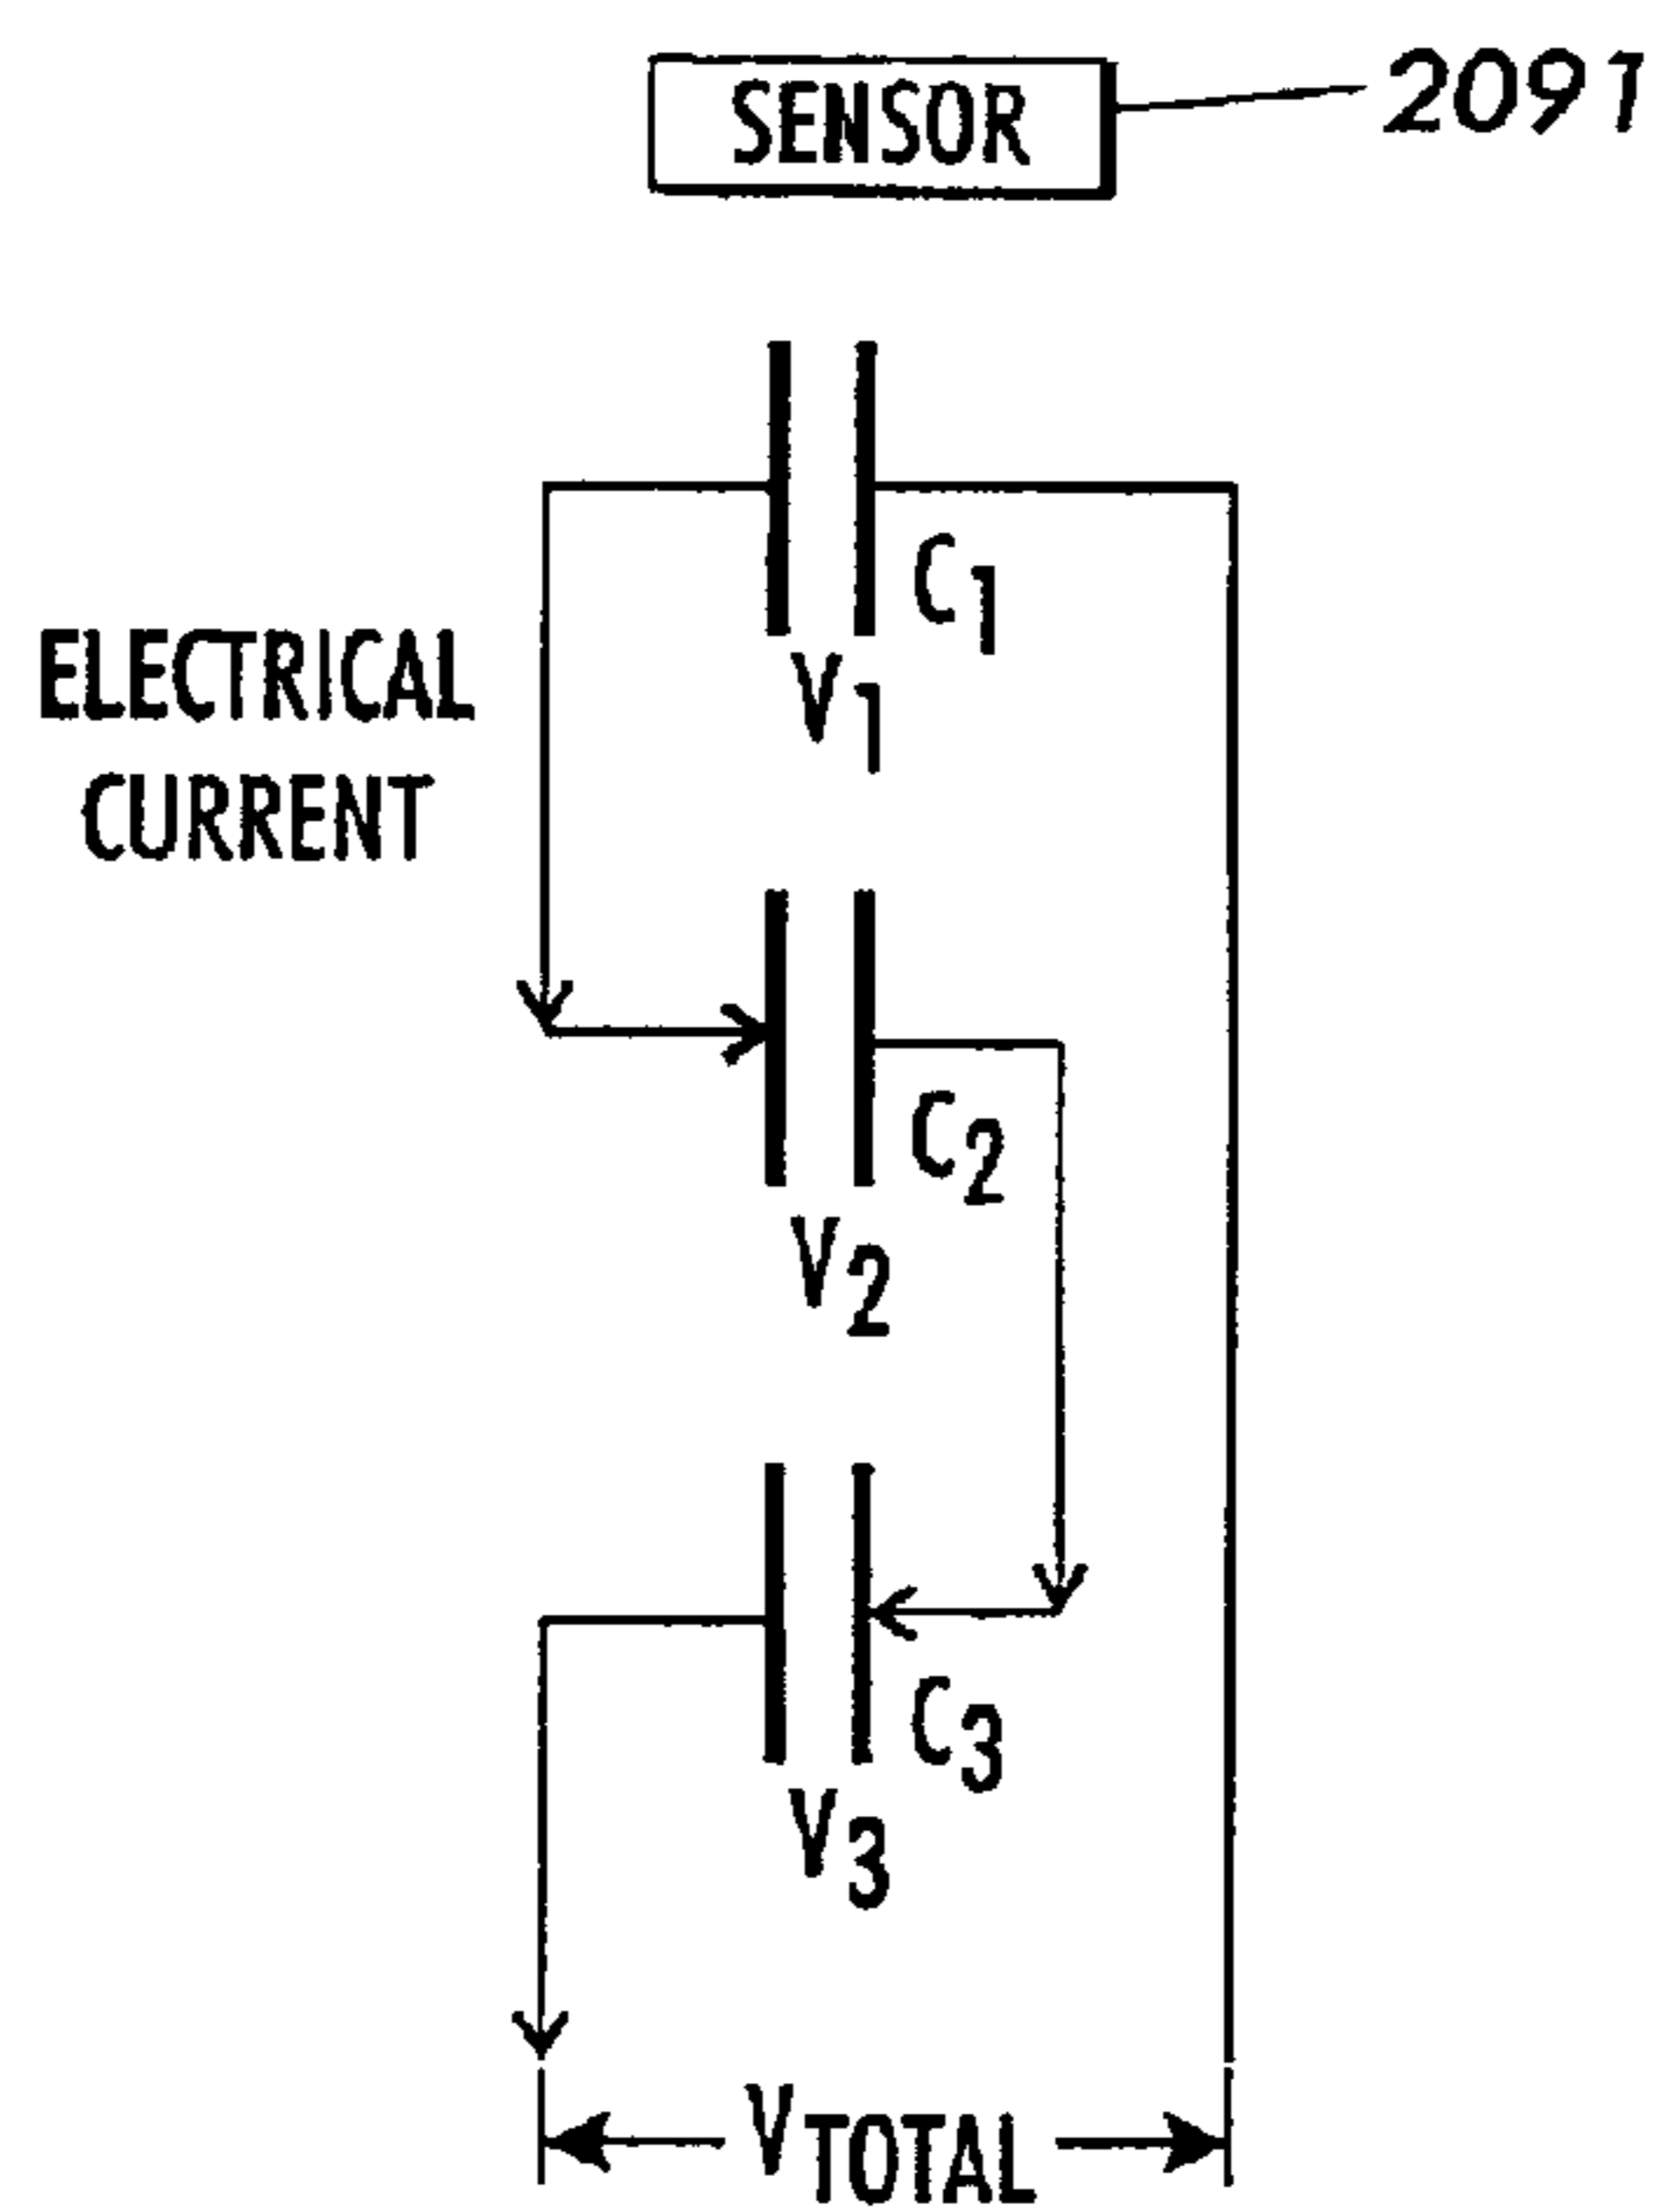 SENSOR 2091
C1
V1
ELECTRICAL
CURRENT
C2
V2
C3
V3
VTOTAL